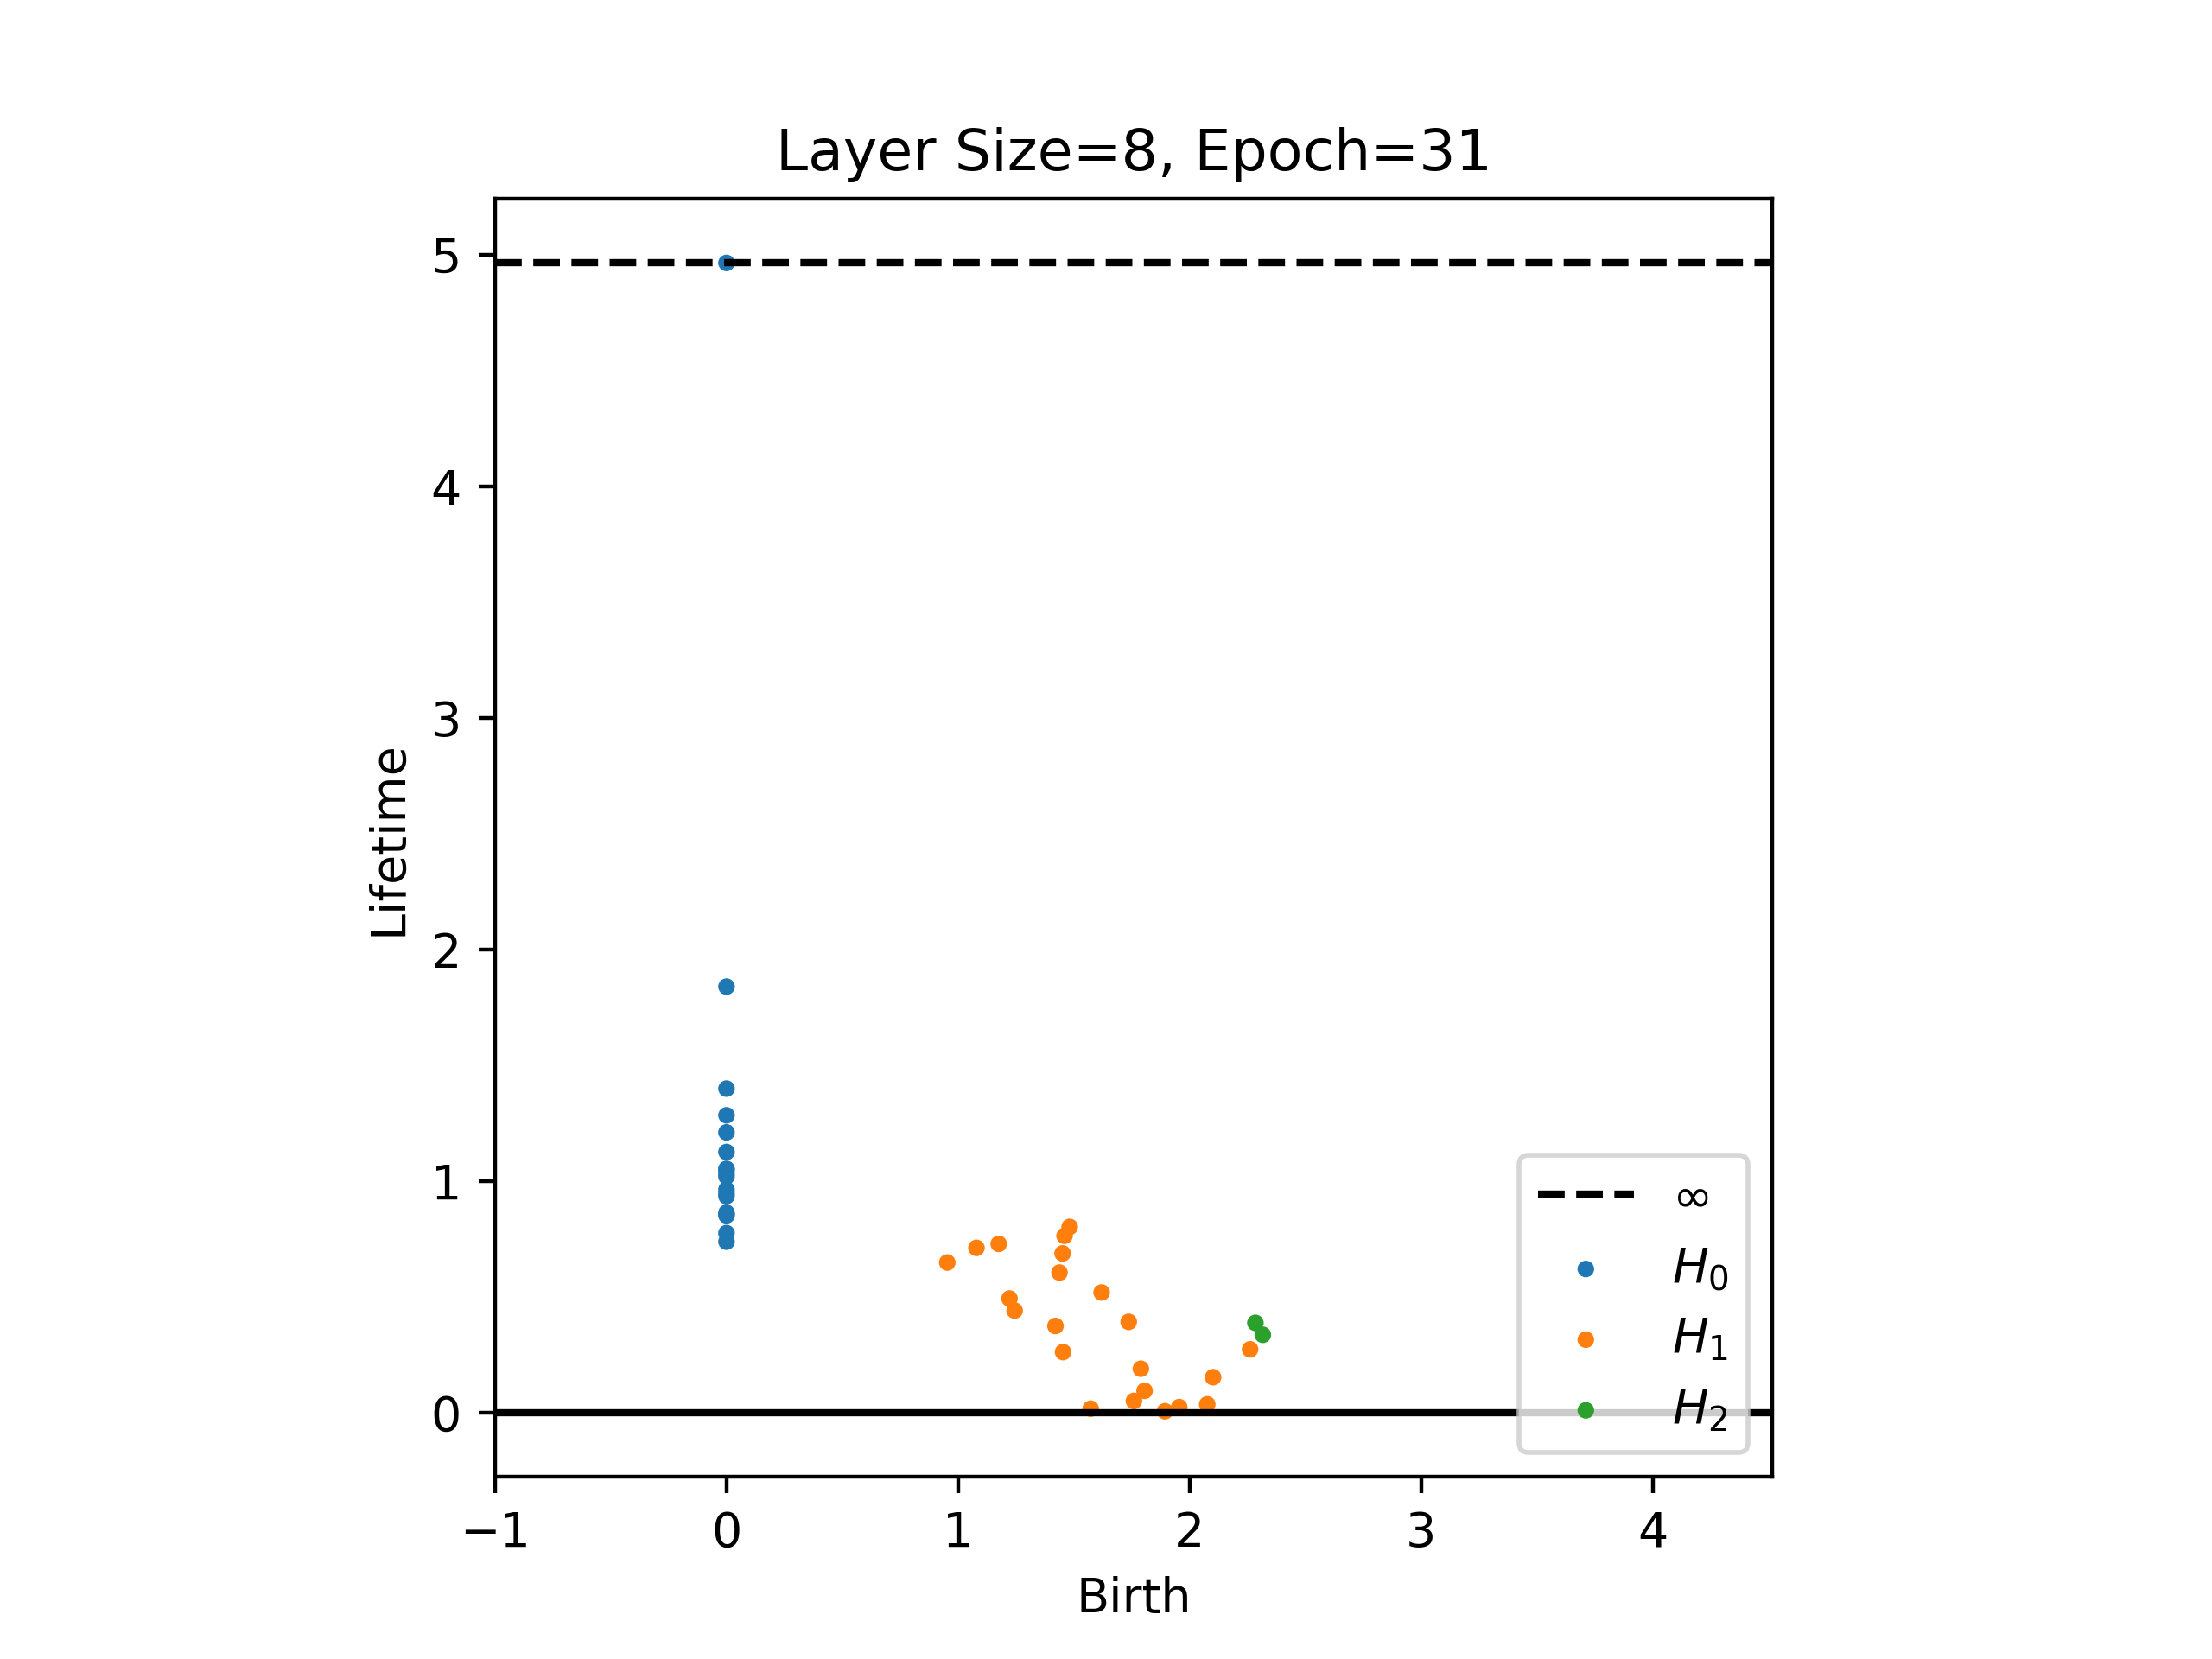 Layer Size=8, Epoch=31
5
4
3
2
1
0
Lifetime
−1 0 1 2 3 4
Birth
∞
H₀
H₁
H₂